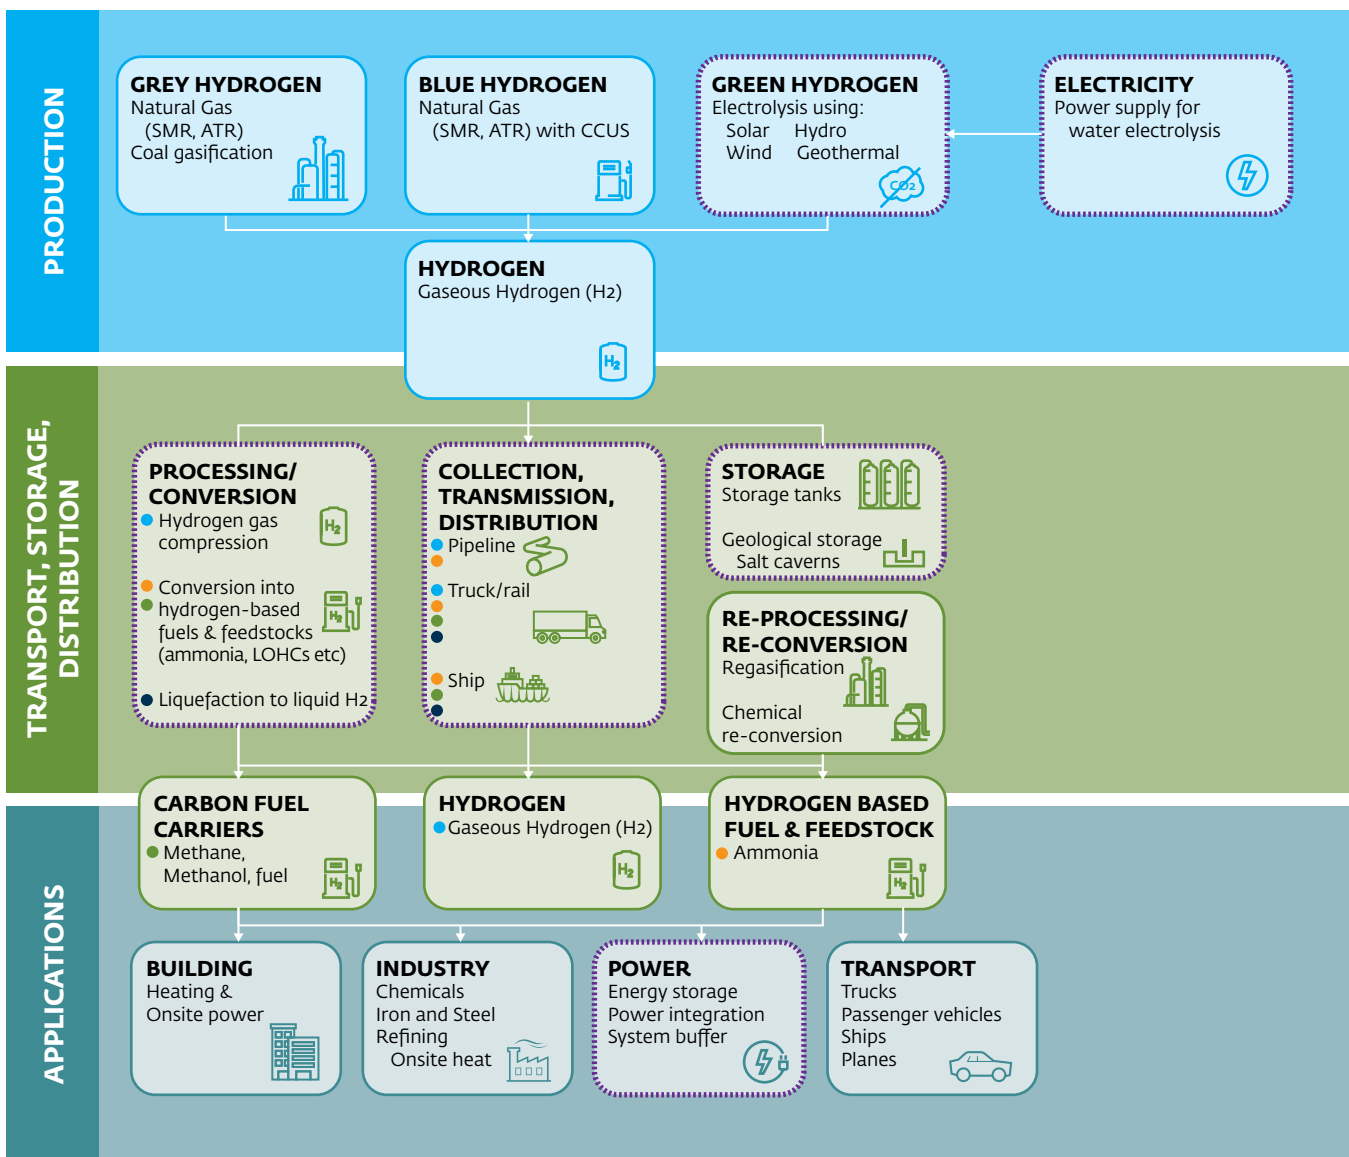 PRODUCTION
GREY HYDROGEN
Natural Gas
(SMR, ATR)
Coal gasification
BLUE HYDROGEN
Natural Gas
(SMR, ATR) with CCUS
GREEN HYDROGEN
Electrolysis using:
Solar Hydro
Wind Geothermal
CO2
ELECTRICITY
Power supply for
water electrolysis
HYDROGEN
Gaseous Hydrogen (H2)
H2
TRANSPORT, STORAGE,
DISTRIBUTION
PROCESSING/
CONVERSION
Hydrogen gas
compression
H2
Conversion into
hydrogen-based
fuels & feedstocks
(ammonia, LOHCs etc)
H2
Liquefaction to liquid H2
COLLECTION,
TRANSMISSION,
DISTRIBUTION
Pipeline
Truck/rail
Ship
STORAGE
Storage tanks
Geological storage
Salt caverns
RE-PROCESSING/
RE-CONVERSION
Regasification
Chemical
re-conversion
APPLICATIONS
CARBON FUEL
CARRIERS
Methane,
Methanol, fuel
H2
HYDROGEN
Gaseous Hydrogen (H2)
H2
HYDROGEN BASED
FUEL & FEEDSTOCK
Ammonia
H2
BUILDING
Heating &
Onsite power
INDUSTRY
Chemicals
Iron and Steel
Refining
Onsite heat
POWER
Energy storage
Power integration
System buffer
TRANSPORT
Trucks
Passenger vehicles
Ships
Planes